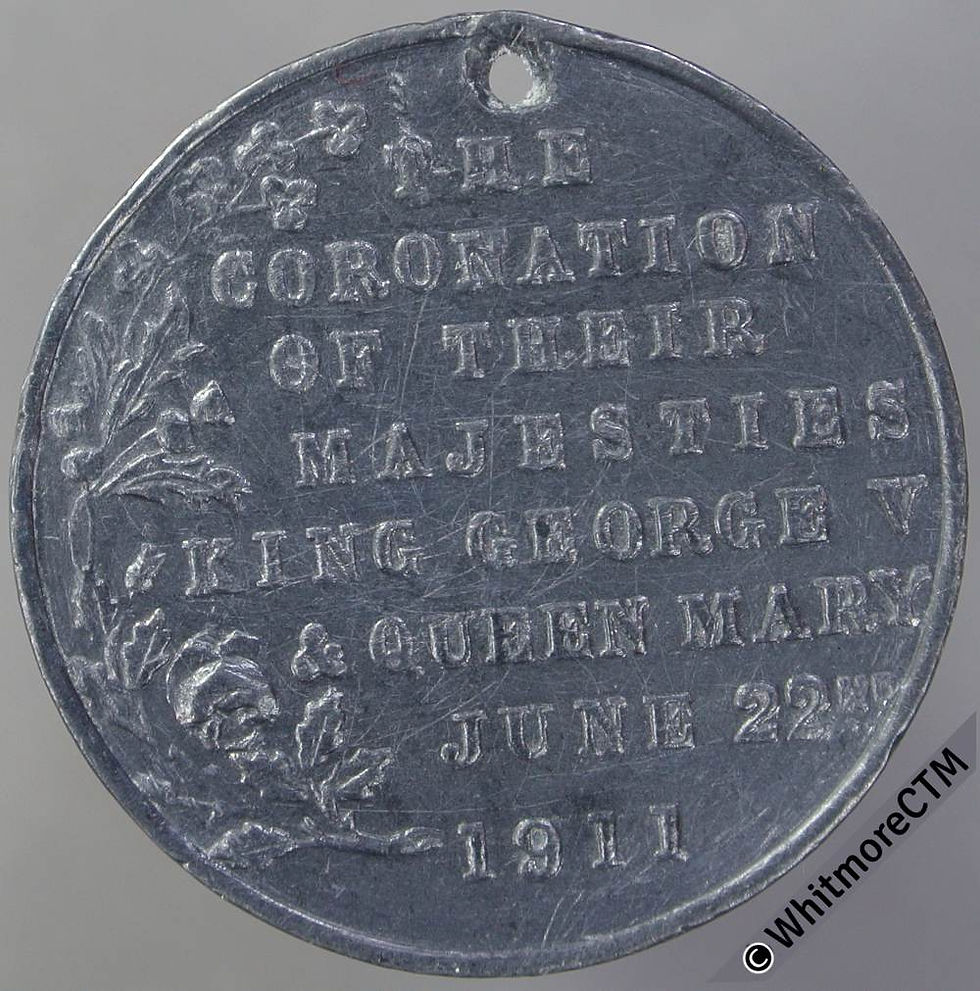 THE
CORONATION
OF THEIR
MAJESTIES
KING GEORGE V
& QUEEN MARY
JUNE 22ND
1911
© WhitmoreCTM